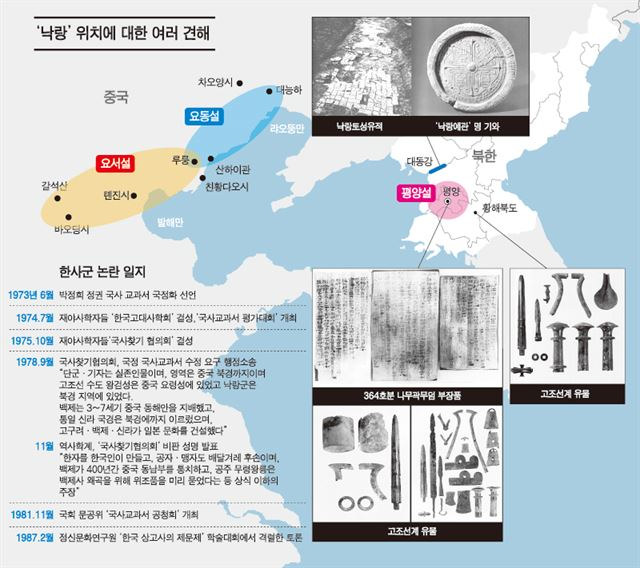 '낙랑' 위치에 대한 여러 견해
중국
차오양시
대능하
요동설
랴오뚱만
요서설
루룽
산하이관
친황다오시
갈석산
톈진시
바오딩시
발해만
낙랑토성유적
'낙랑예관' 명 기와
대동강
북한
평양설
평양
황해북도
한사군 논란 일지
1973년 6월 박정희 정권 국사 교과서 국정화 선언
1974.7월 재야사학자들 '한국고대사학회' 결성, '국사교과서 평가대회' 개최
1975.10월 재야사학자들 '국사찾기 협의회' 결성
1978.9월 국사찾기협의회, 국정 국사교과서 수정 요구 행정소송
"단군·기자는 실존인물이며, 영역은 중국 북경까지이며
고조선 수도 왕검성은 중국 요령성에 있었고 낙랑군은
북경 지역에 있었다.
백제는 3~7세기 중국 동해안을 지배했고,
통일 신라 국경은 북경에까지 이르렀으며,
고구려·백제·신라가 일본 문화를 건설했다"
11월 역사학계, '국사찾기협의회' 비판 성명 발표
"한자를 한국인이 만들고, 공자·맹자도 배달겨레 후손이며,
백제가 400년간 중국 동남부를 통치하고, 공주 무령왕릉은
백제사 왜곡을 위해 위조품을 미리 묻었다는 등 상식 이하의
주장"
1981.11월 국회 문공위 '국사교과서 공청회' 개최
1987.2월 정신문화연구원 '한국 상고사의 제문제' 학술대회에서 격렬한 토론
364호분 나무곽무덤 부장품
고조선계 유물
고조선계 유물